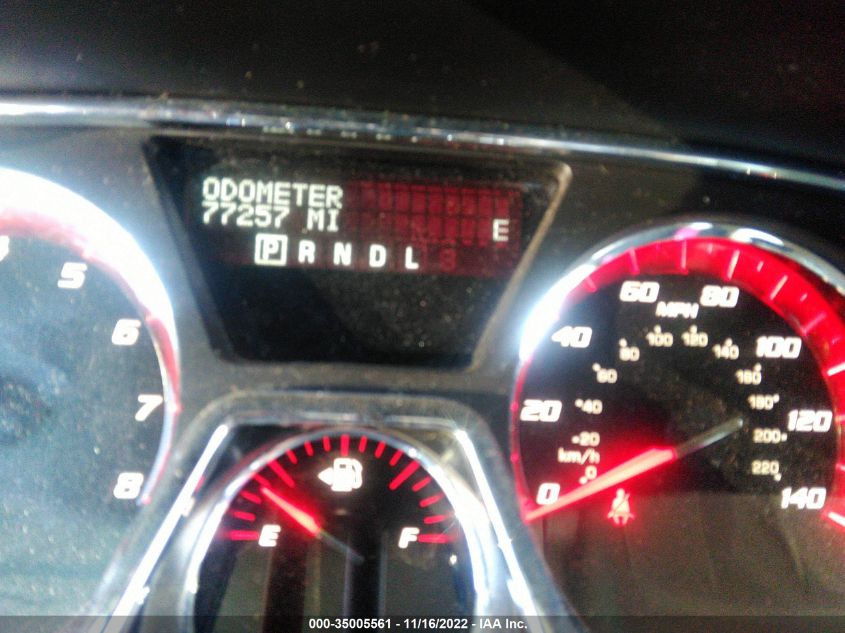 ODOMETER
77257 MI
E
P R N D L
5
6
7
8
E F
0 20 40 60 80 100 120 140
MPH
km/h
0 20 40 60 80 100 120 140 160 180 200 220
000-35005561 - 11/16/2022 - IAA Inc.